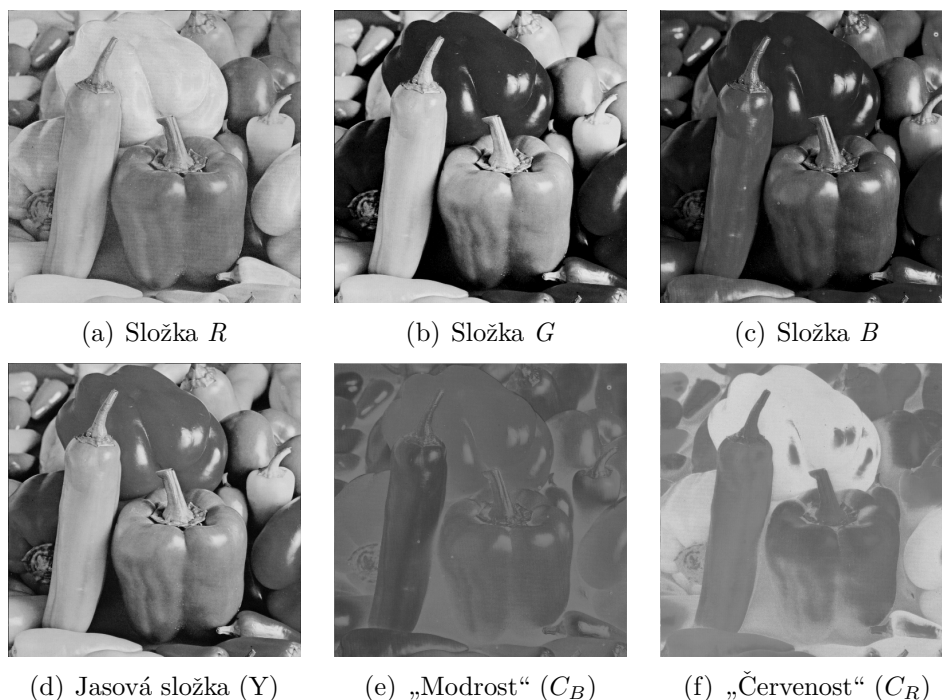 (a) Složka R
(b) Složka G
(c) Složka B
(d) Jasová složka (Y)
(e) „Modrost“ (C_B)
(f) „Červenost“ (C_R)